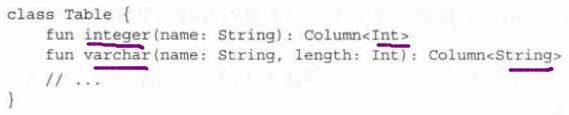 class Table {
    fun integer(name: String): Column<Int>
    fun varchar(name: String, length: Int): Column<String>
    // ...
}